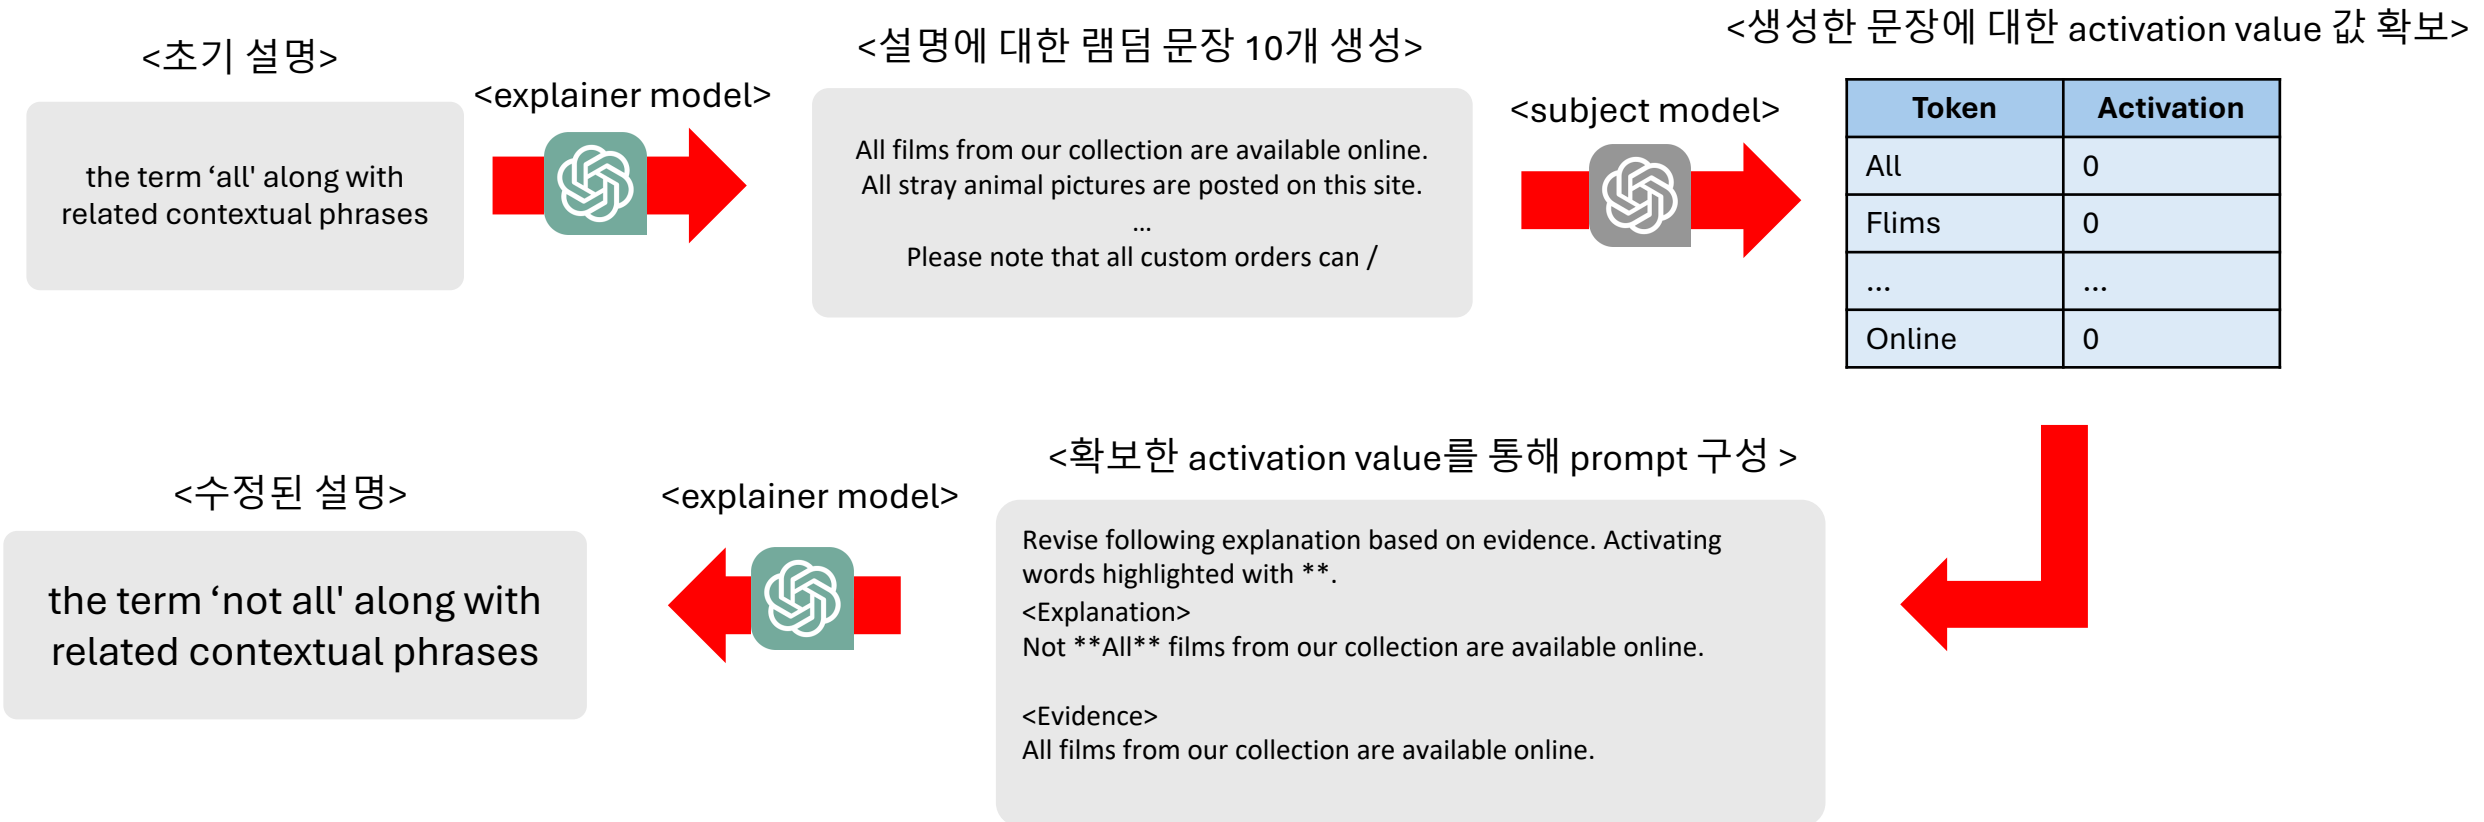 <초기 설명>
the term ‘all' along with
related contextual phrases
<explainer model>
<설명에 대한 램덤 문장 10개 생성>
All films from our collection are available online.
All stray animal pictures are posted on this site.
...
Please note that all custom orders can /
<subject model>
<생성한 문장에 대한 activation value 값 확보>
Token Activation
All 0
Flims 0
... ...
Online 0
<확보한 activation value를 통해 prompt 구성 >
Revise following explanation based on evidence. Activating
words highlighted with **.
<Explanation>
Not **All** films from our collection are available online.
<Evidence>
All films from our collection are available online.
<explainer model>
<수정된 설명>
the term ‘not all' along with
related contextual phrases